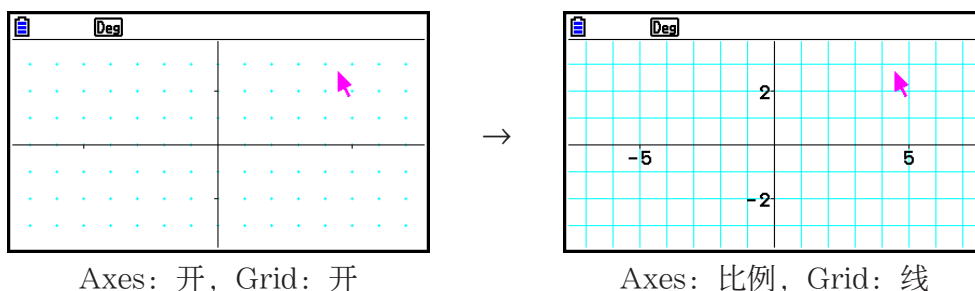 Deg
Deg
2
→
-5 5
-2
Axes: 开, Grid: 开
Axes: 比例, Grid: 线